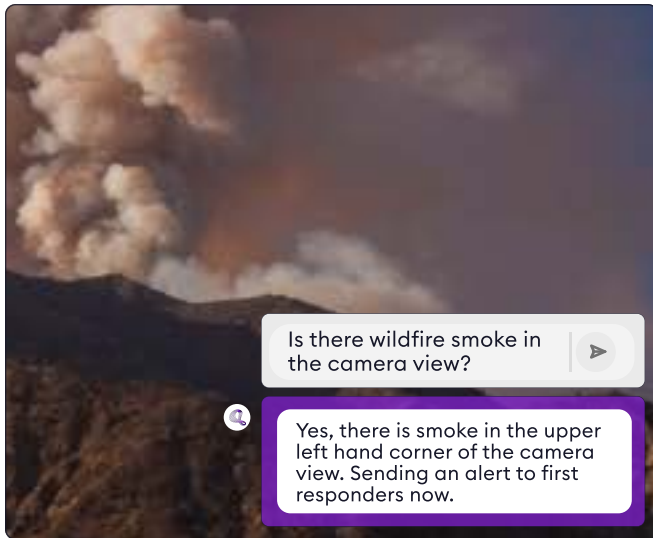 Is there wildfire smoke in
the camera view?
Yes, there is smoke in the upper
left hand corner of the camera
view. Sending an alert to first
responders now.